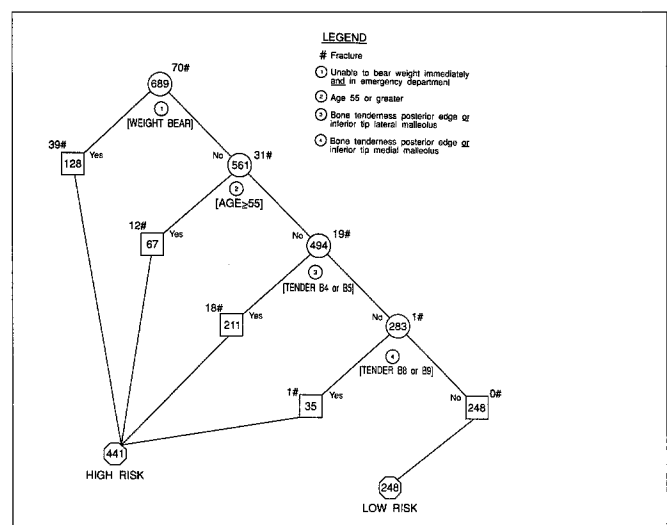 LEGEND
# Fracture
1 Unable to bear weight immediately
and in emergency department
2 Age 55 or greater
3 Bone tenderness posterior edge or
inferior tip lateral malleolus
4 Bone tenderness posterior edge or
inferior tip medial malleolus
70#
689
1
[WEIGHT BEAR]
39#
128
Yes
No
31#
561
2
[AGE≥55]
12#
67
Yes
No
19#
494
3
[TENDER B4 or B5]
18#
211
Yes
No
1#
283
4
[TENDER B8 or B9]
1#
35
Yes
No
0#
248
441
HIGH RISK
248
LOW RISK